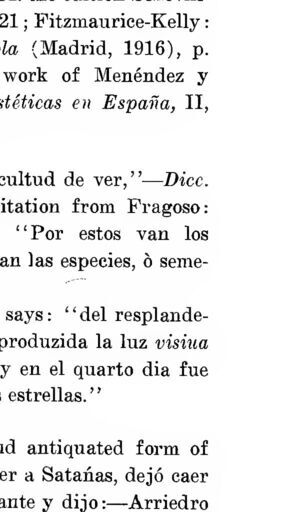 21; Fitzmaurice-Kelly:
la (Madrid, 1916), p.
work of Menéndez y
stéticas en España, II,
cultud de ver,''—Dicc.
itation from Fragoso:
''Por estos van los
an las especies, ò seme-
says: ''del resplande-
produzida la luz visiua
y en el quarto dia fue
estrellas.''
ud antiquated form of
er a Satañas, dejó caer
ante y dijo:—Arriedro